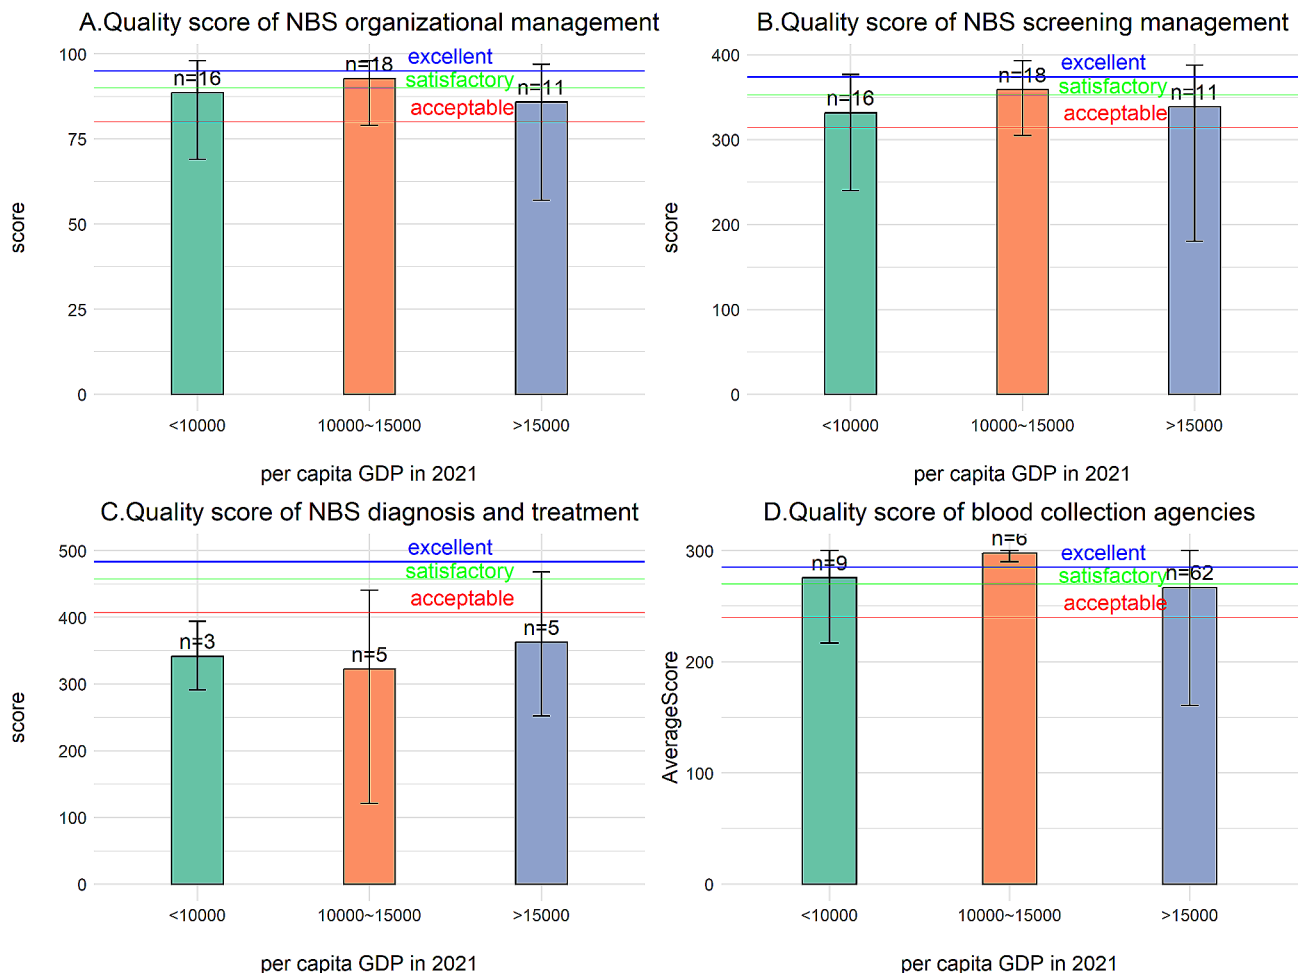 A.Quality score of NBS organizational management
100
75
50
25
0
score
excellent
satisfactory
acceptable
n=16
n=18
n=11
<10000
10000~15000
>15000
per capita GDP in 2021
B.Quality score of NBS screening management
400
300
200
100
0
score
excellent
satisfactory
acceptable
n=16
n=18
n=11
<10000
10000~15000
>15000
per capita GDP in 2021
C.Quality score of NBS diagnosis and treatment
500
400
300
200
100
0
score
excellent
satisfactory
acceptable
n=3
n=5
n=5
<10000
10000~15000
>15000
per capita GDP in 2021
D.Quality score of blood collection agencies
300
200
100
0
AverageScore
excellent
satisfactory
acceptable
n=9
n=6
n=62
<10000
10000~15000
>15000
per capita GDP in 2021